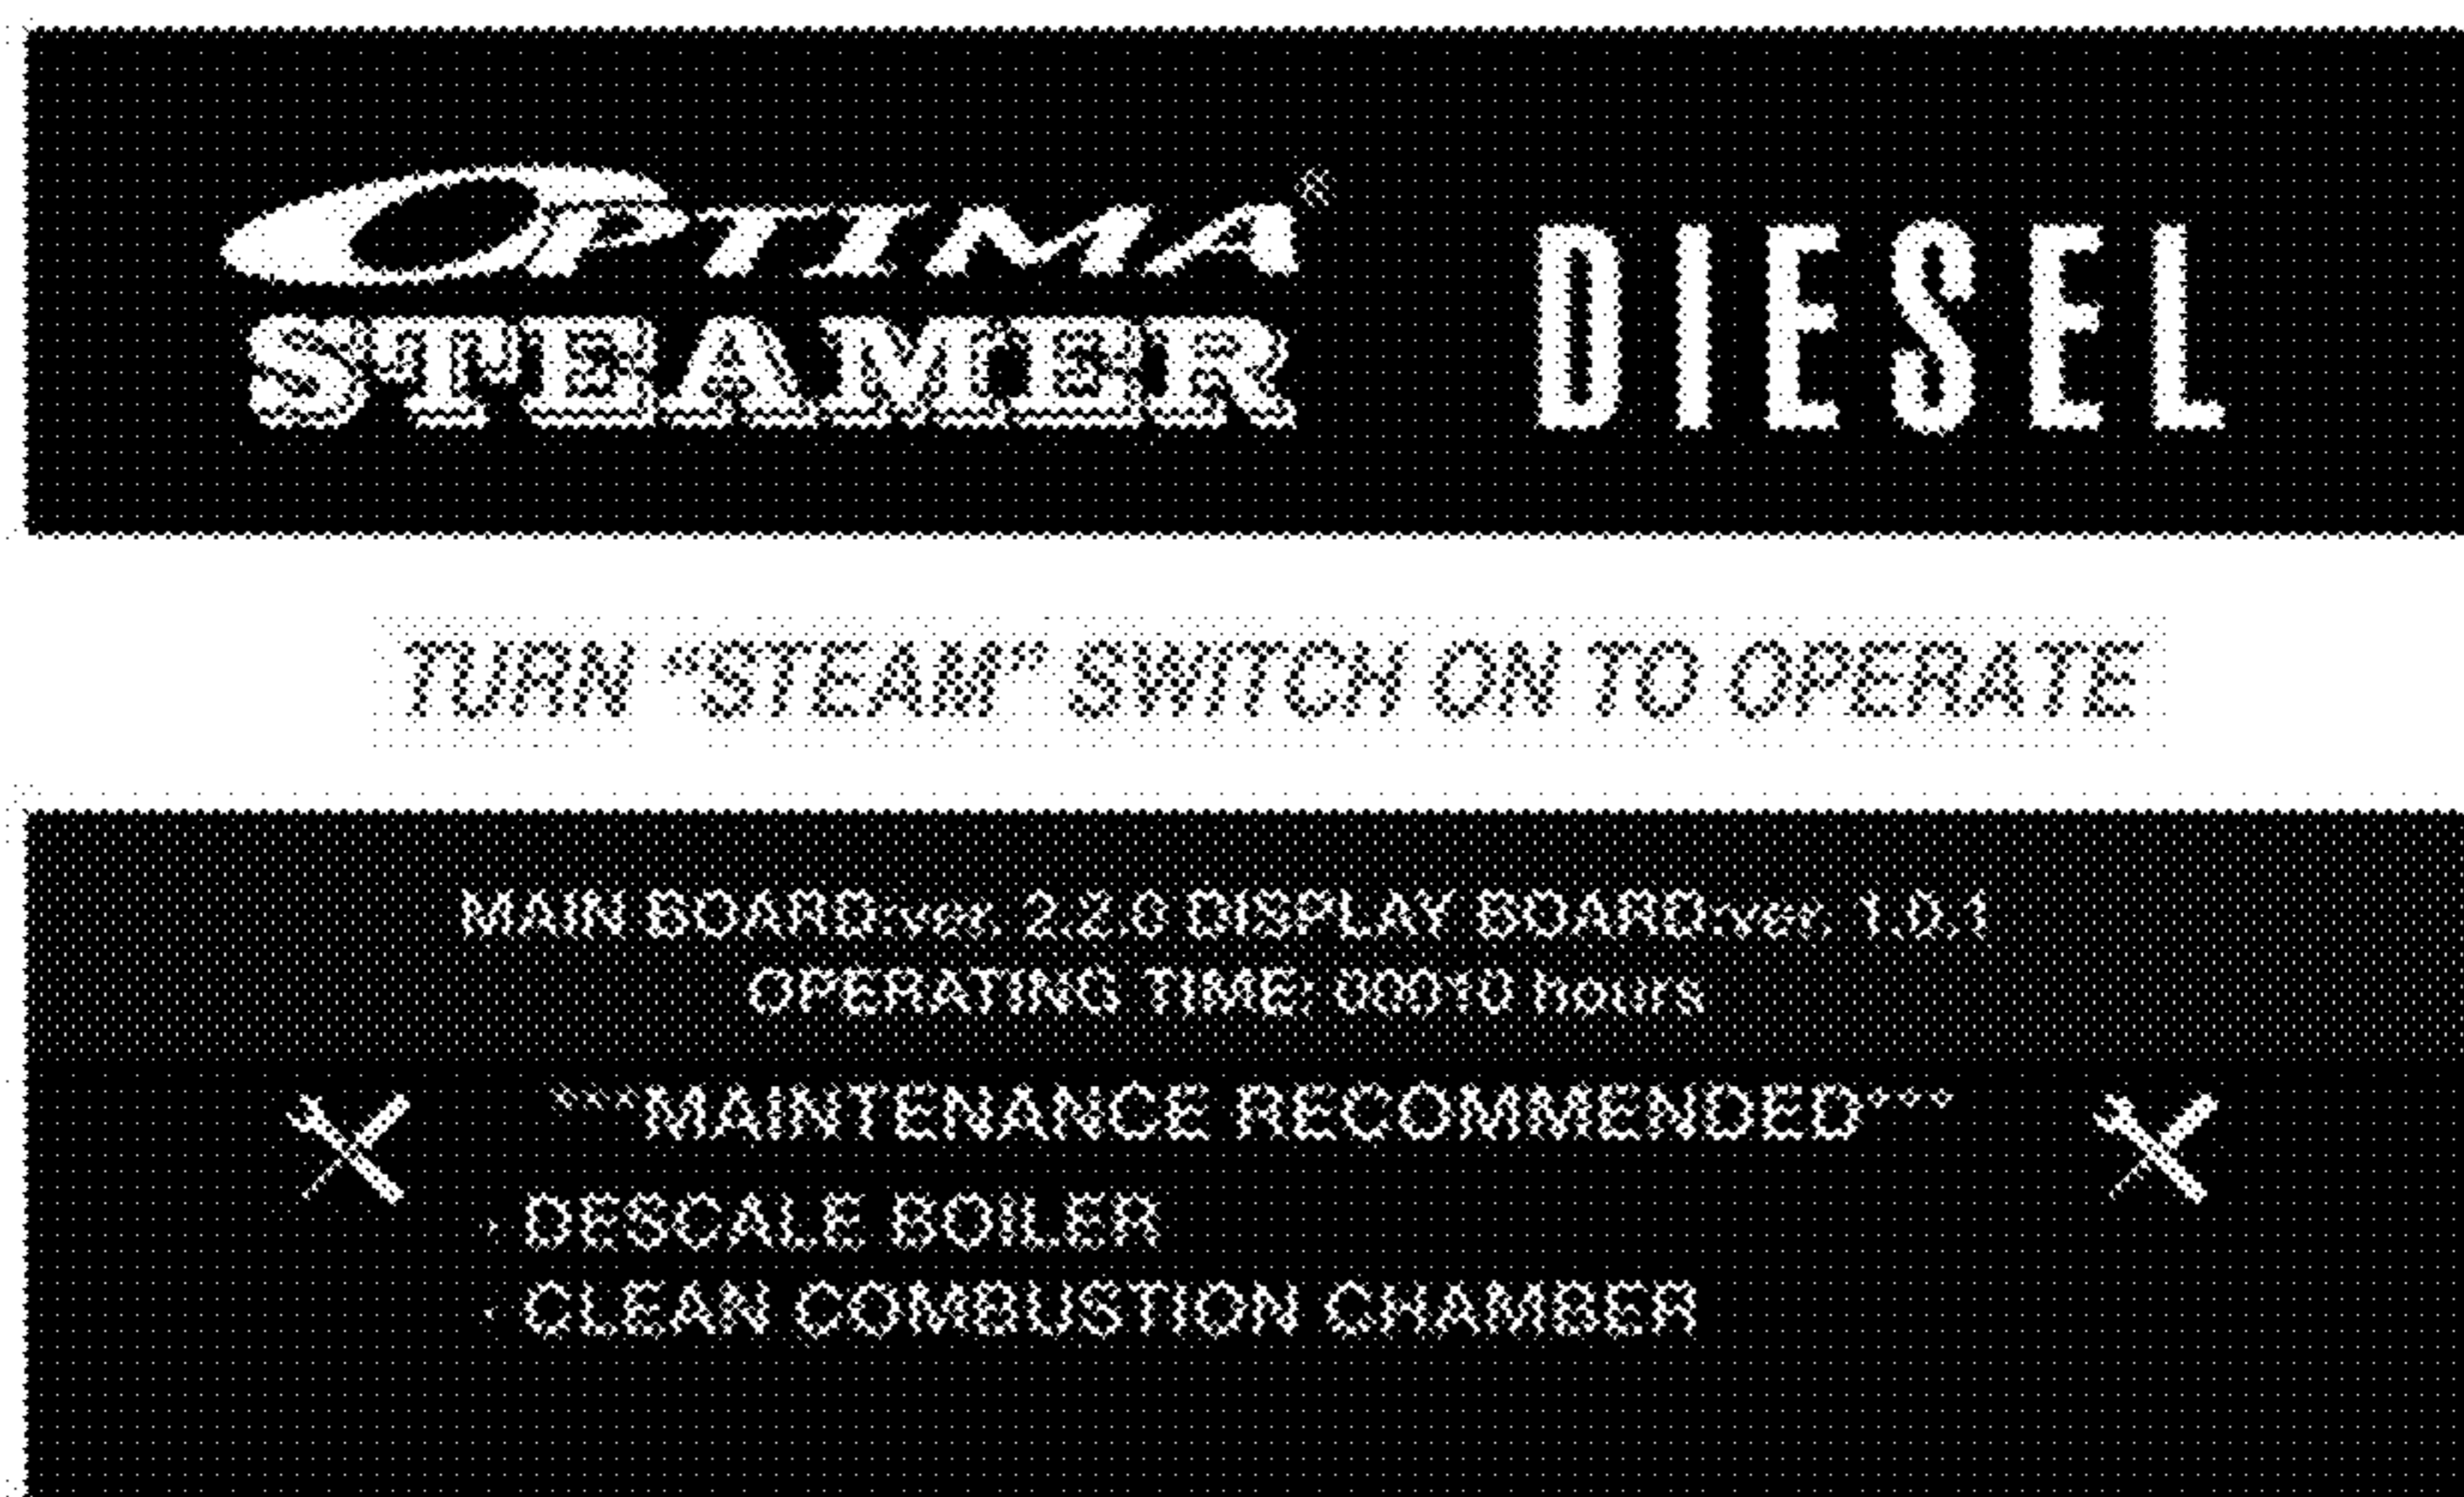 OPTIMA®
STEAMER
DIESEL
TURN “STEAM” SWITCH ON TO OPERATE
MAIN BOARD:ver. 2.2.0 DISPLAY BOARD:ver. 1.0.1
OPERATING TIME: 00010 hours
***MAINTENANCE RECOMMENDED***
- DESCALE BOILER
- CLEAN COMBUSTION CHAMBER